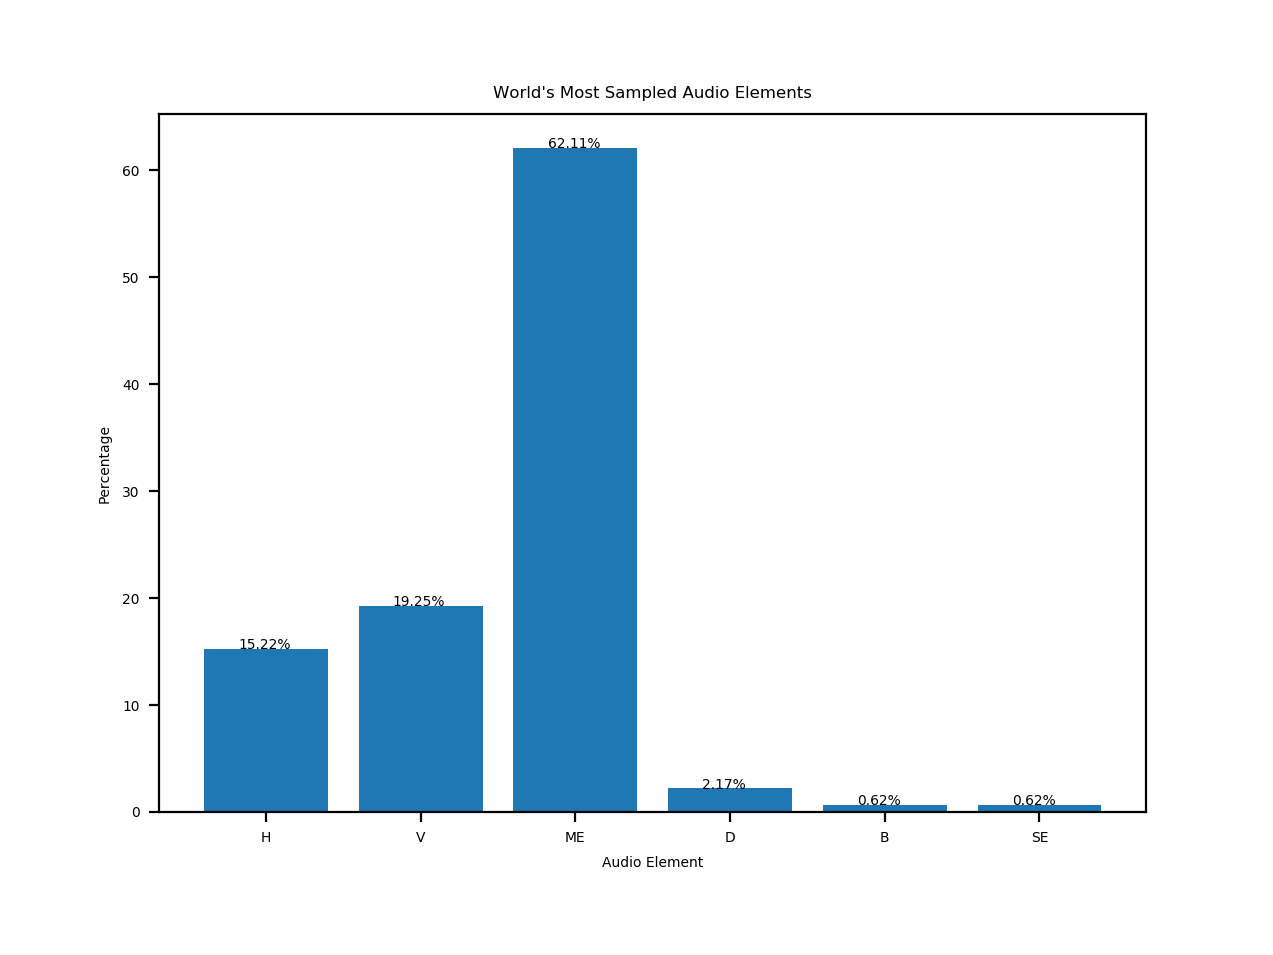 World's Most Sampled Audio Elements
62.11%
60
50
40
Percentage
30
20
19.25%
15.22%
10
2.17%
0.62%
0.62%
0
H
V
ME
D
B
SE
Audio Element